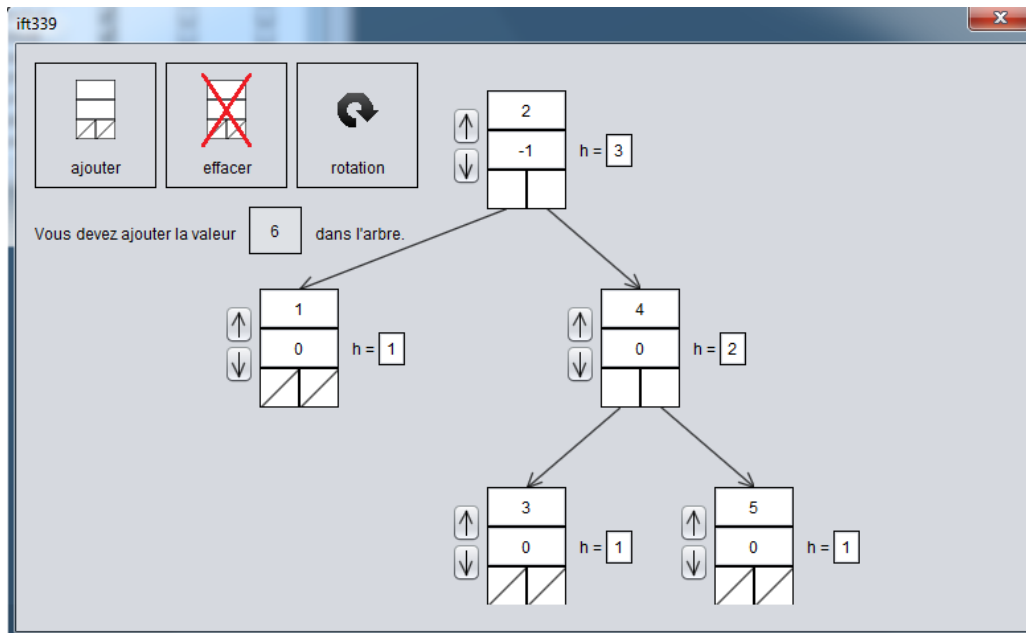 ift339
ajouter
effacer
rotation
Vous devez ajouter la valeur 6 dans l'arbre.
2
-1
h = 3
1
0
h = 1
4
0
h = 2
3
0
h = 1
5
0
h = 1